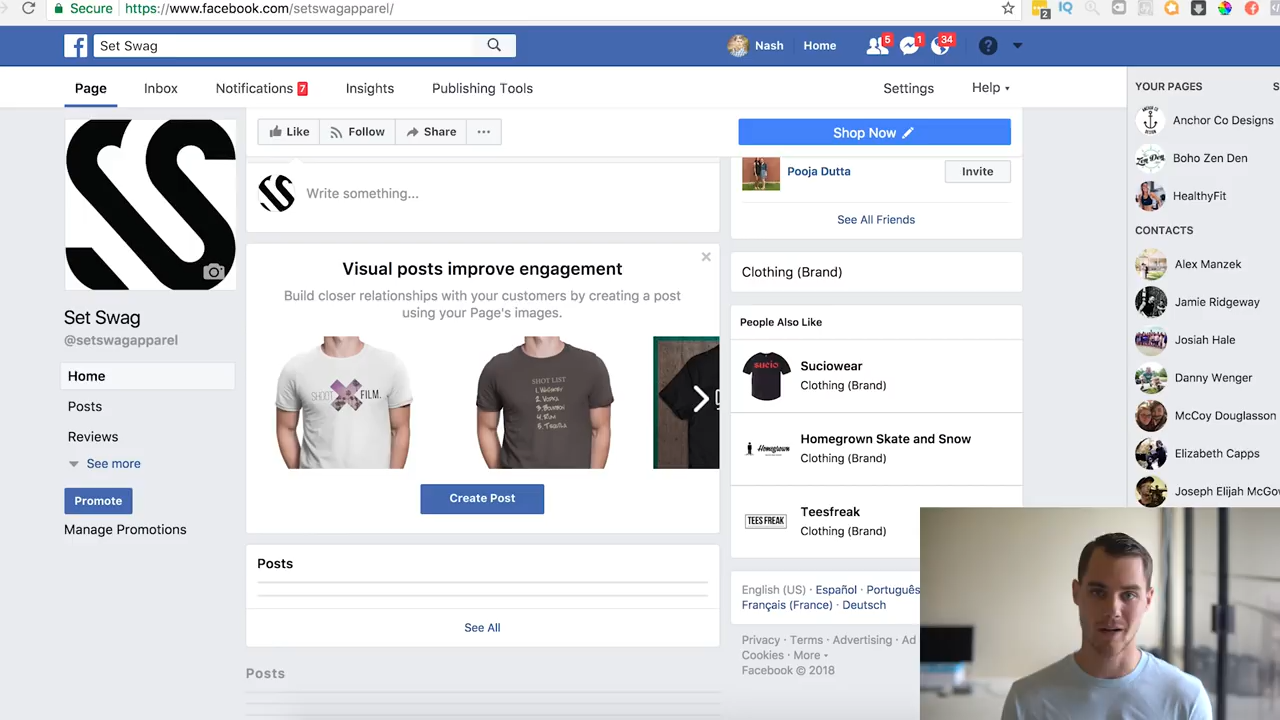 Secure https://www.facebook.com/setswagapparel/
2
Set Swag
Nash Home 5 1 34
Page Inbox Notifications 7 Insights Publishing Tools Settings Help
Like Follow Share
Shop Now
Write something...
Pooja Dutta Invite
See All Friends
Visual posts improve engagement
Build closer relationships with your customers by creating a post
using your Page's images.
SHOOT FILM.
SHOT LIST
Create Post
Set Swag
@setswagapparel
Home
Posts
Reviews
See more
Promote
Manage Promotions
Posts
See All
Posts
Clothing (Brand)
People Also Like
sucio
Suciowear
Clothing (Brand)
Homegrown
Homegrown Skate and Snow
Clothing (Brand)
TEES FREAK
Teesfreak
Clothing (Brand)
English (US) · Español · Português
Français (France) · Deutsch
Privacy · Terms · Advertising · Ad
Cookies · More
Facebook © 2018
YOUR PAGES S
Anchor Co Designs
Boho Zen Den
HealthyFit
CONTACTS
Alex Manzek
Jamie Ridgeway
Josiah Hale
Danny Wenger
McCoy Douglasson
Elizabeth Capps
Joseph Elijah McGow